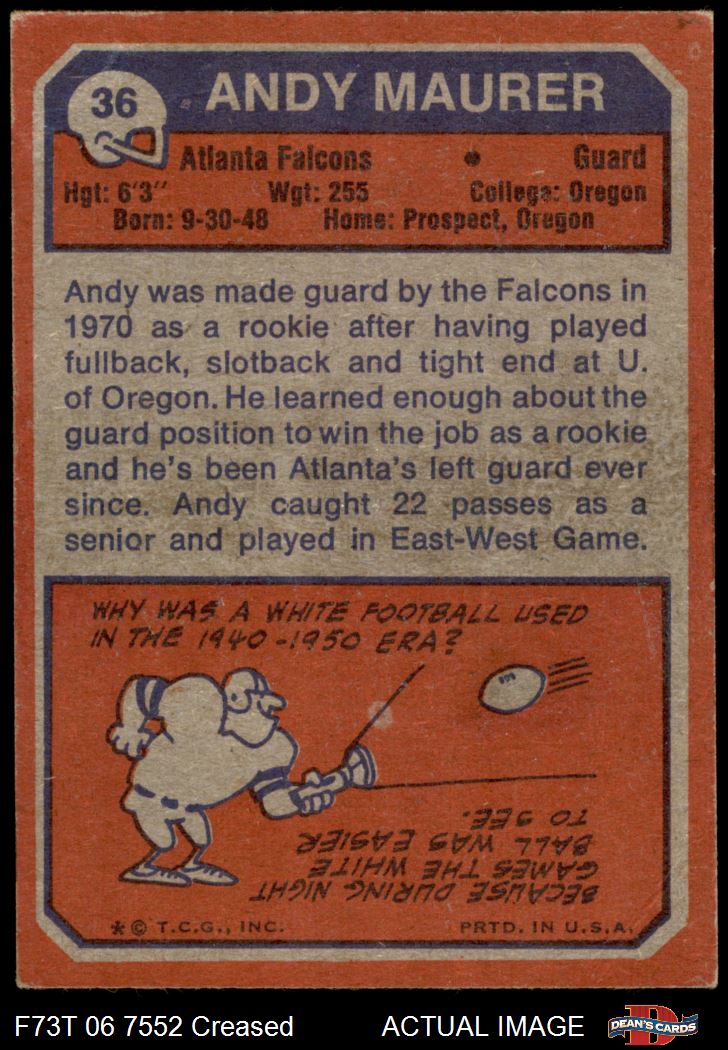 36
ANDY MAURER
Atlanta Falcons • Guard
Hgt: 6'3" Wgt: 255 College: Oregon
Born: 9-30-48 Home: Prospect, Oregon
Andy was made guard by the Falcons in
1970 as a rookie after having played
fullback, slotback and tight end at U.
of Oregon. He learned enough about the
guard position to win the job as a rookie
and he's been Atlanta's left guard ever
since. Andy caught 22 passes as a
senior and played in East-West Game.
WHY WAS A WHITE FOOTBALL USED
IN THE 1940-1950 ERA?
BECAUSE DURING NIGHT
GAMES THE WHITE
BALL WAS EASIER
TO SEE.
* © T.C.G., INC. PRTD. IN U.S.A.
F73T 06 7552 Creased ACTUAL IMAGE
D
DEAN'S CARDS